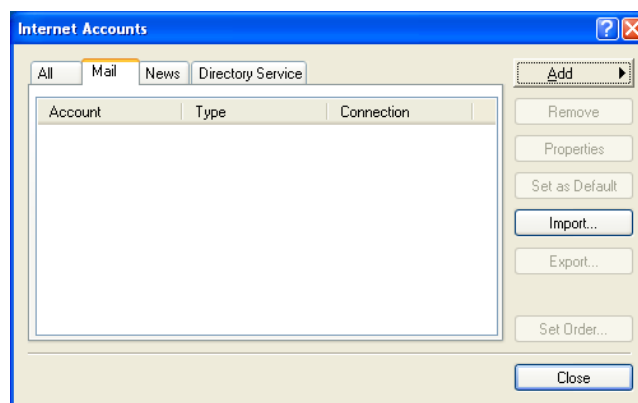 Internet Accounts
All Mail News Directory Service
Account Type Connection
Add
Remove
Properties
Set as Default
Import...
Export...
Set Order...
Close